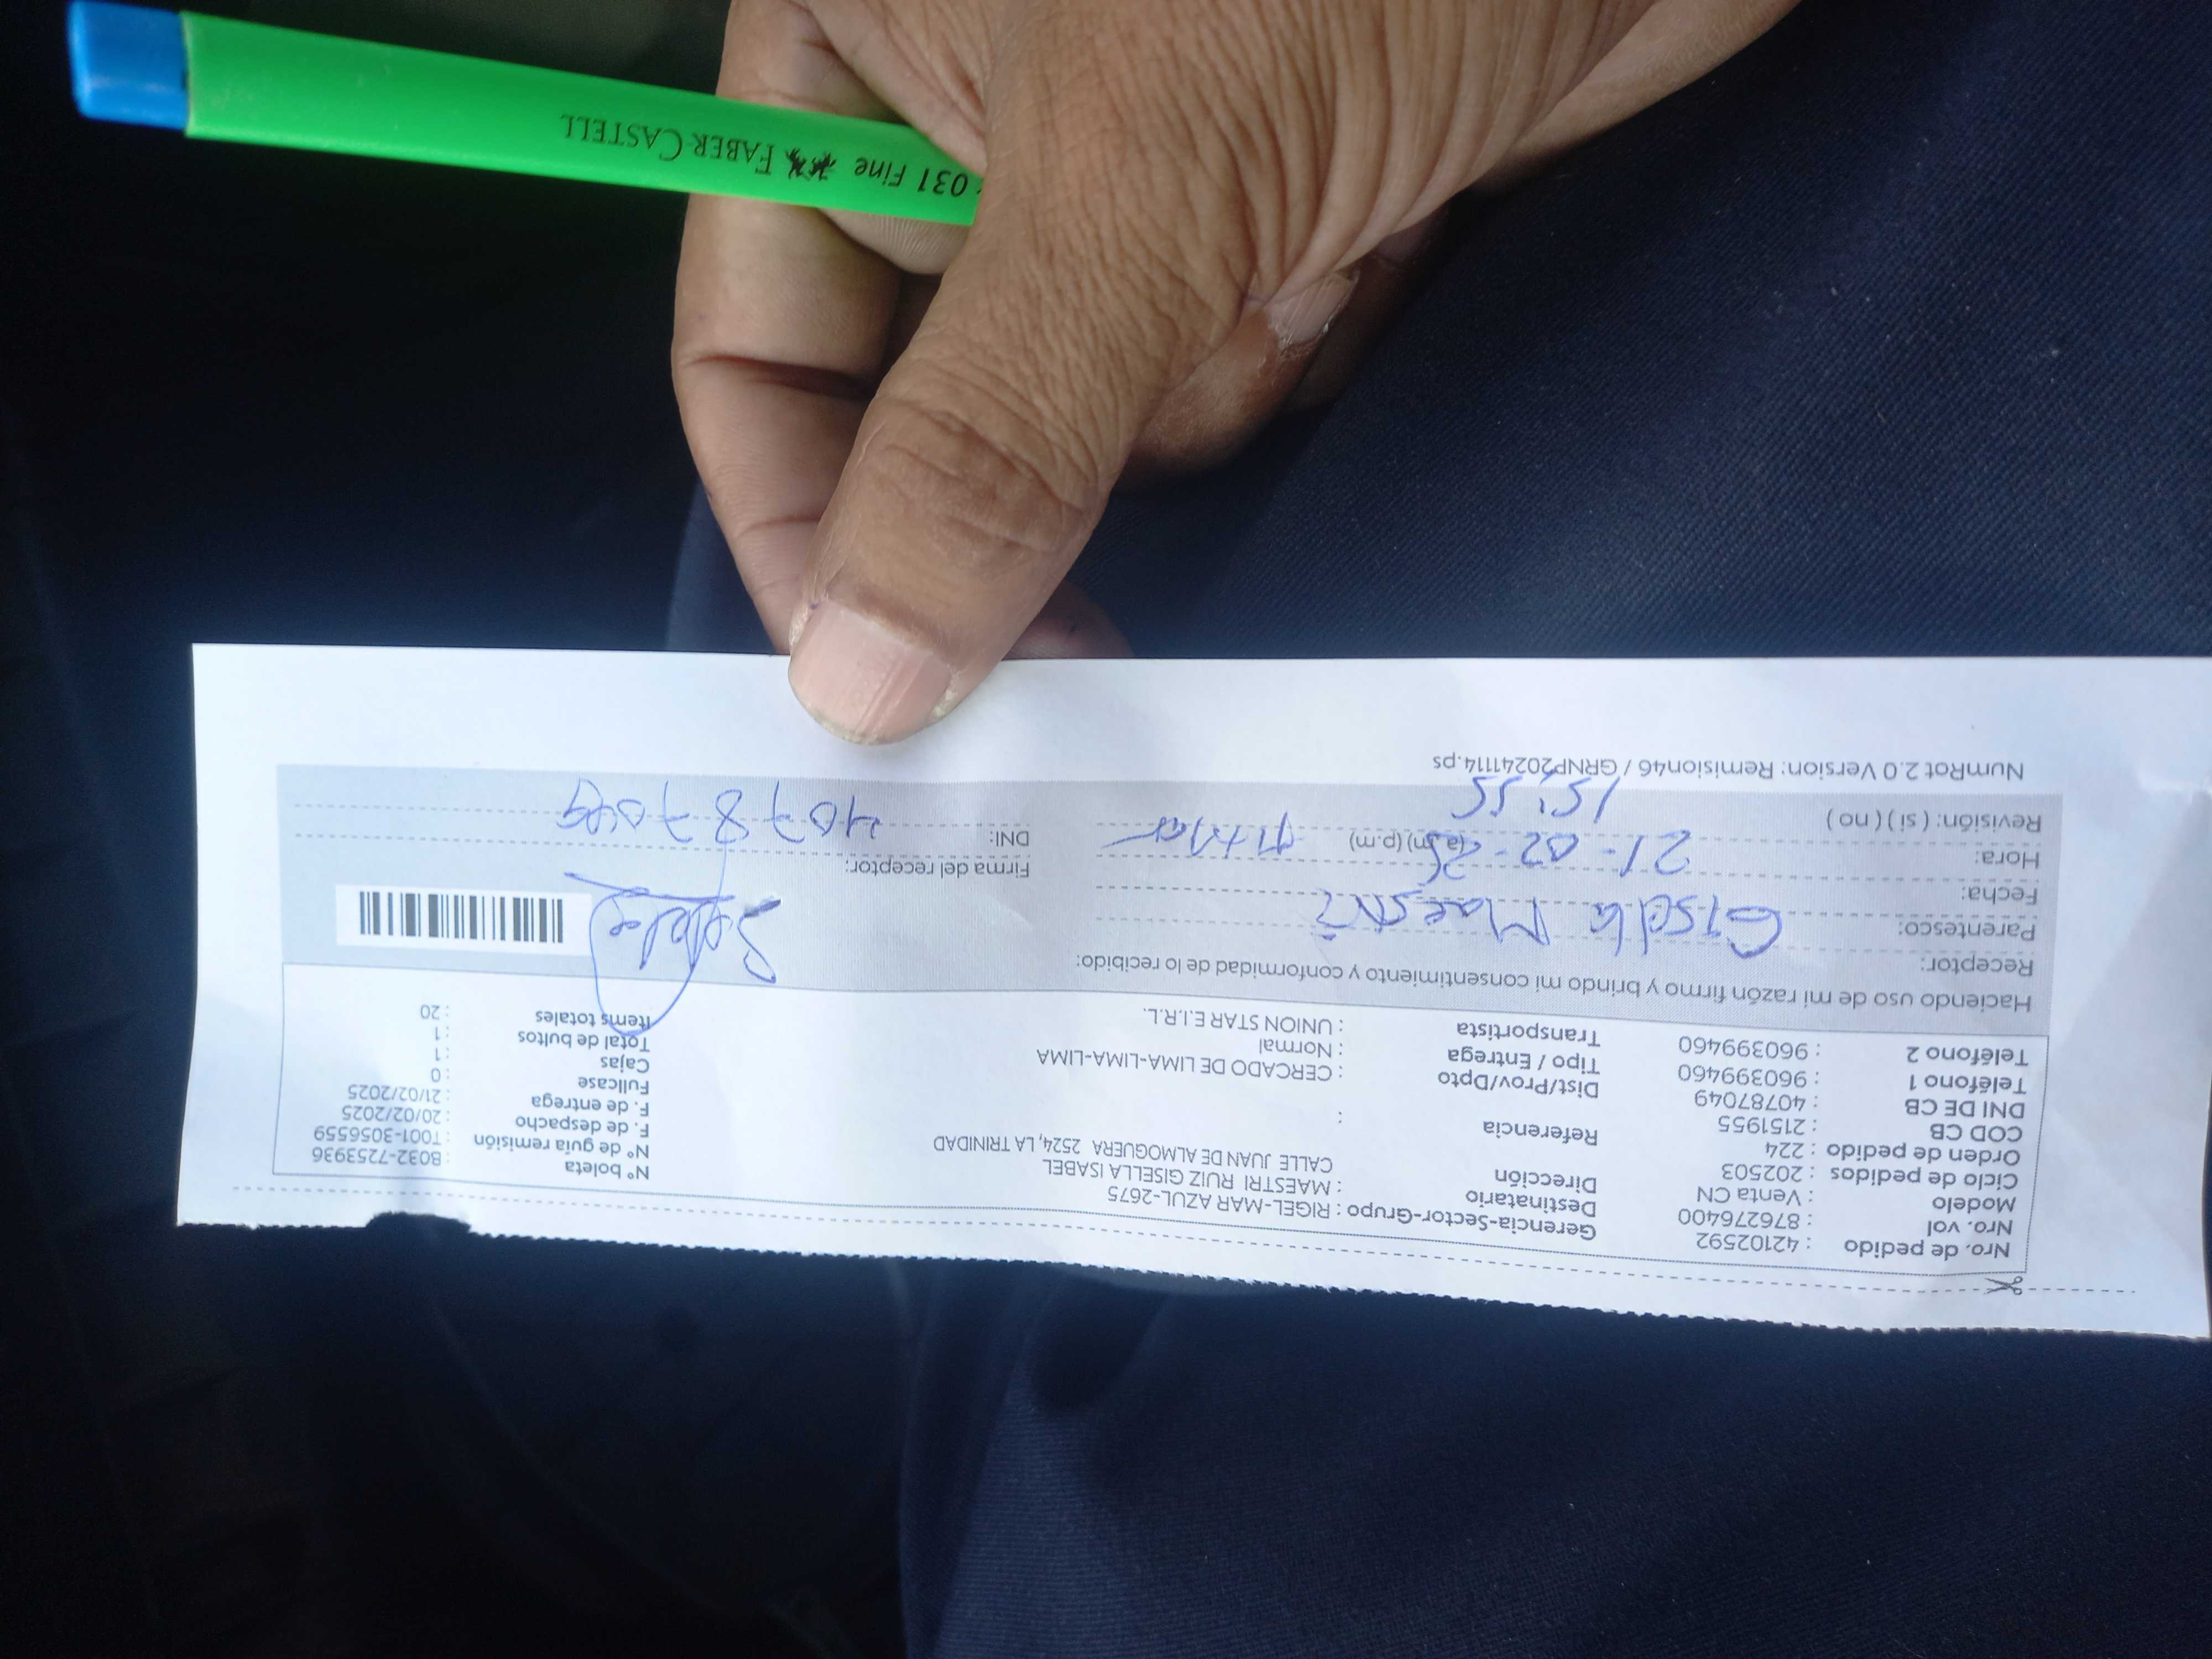 Nro. de pedido : 42102592
Nro. vol : 876276400
Modelo : Venta CN
Ciclo de pedidos : 202503
Orden de pedido : 224
COD CB : 2151955
DNI DE CB : 40787049
Teléfono 1 : 960399460
Teléfono 2 : 960399460
Gerencia-Sector-Grupo : RIGEL-MAR AZUL-2675
Destinatario : MAESTRI RUIZ GISELLA ISABEL
Dirección CALLE JUAN DE ALMOGUERA 2524, LA TRINIDAD
Referencia :
Dist/Prov/Dpto : CERCADO DE LIMA-LIMA-LIMA
Tipo / Entrega : Normal
Transportista : UNION STAR E.I.R.L.
N° boleta : B032-7253936
N° de guía remisión : T001-3056559
F. de despacho : 20/02/2025
F. de entrega : 21/02/2025
Fullcase : 0
Cajas : 1
Total de bultos : 1
Items totales : 20
Haciendo uso de mi razón firmo y brindo mi consentimiento y conformidad de lo recibido:
Receptor:
Parentesco: Gisella Maestri
Fecha:
Hora: 21-02-25 (a.m) (p.m)
Revisión: ( si ) ( no ) 15:55
Firma del receptor:
DNI: 40787049
NumRot 2.0 Version: Remision46 / GRNP20241114.ps
031 Fine FABER-CASTELL